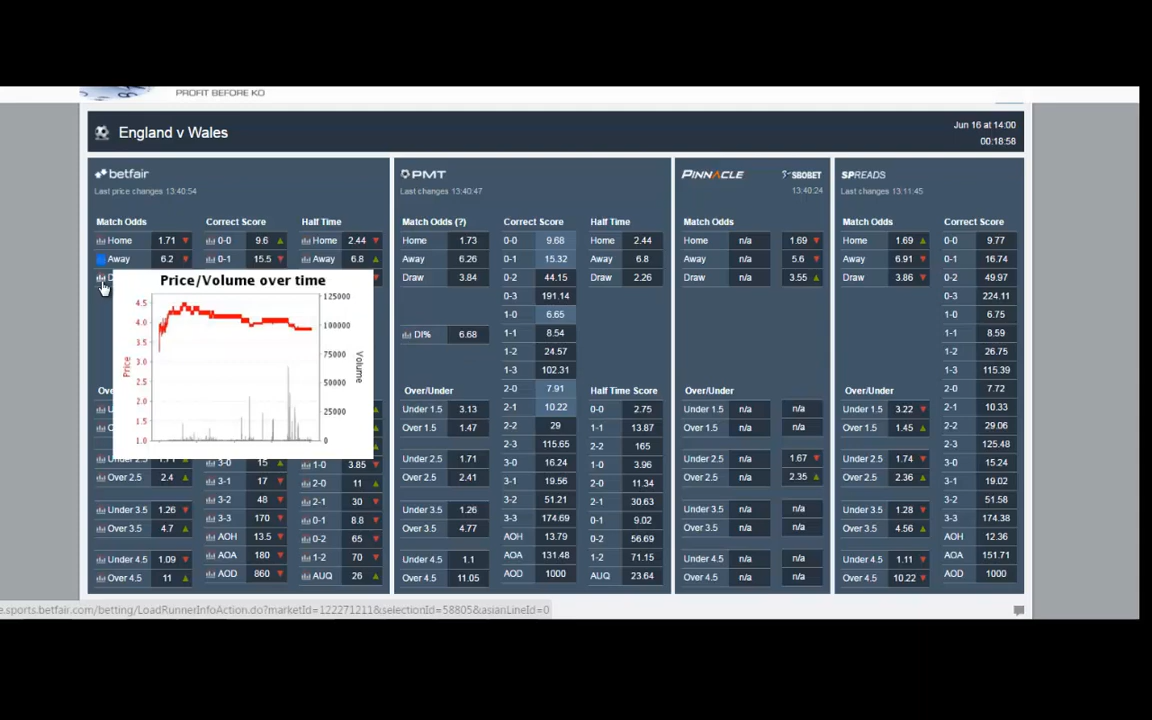 PROFIT BEFORE KO
England v Wales
Jun 16 at 14:00
00:18:58
betfair
Last price changes 13:40:54
Match Odds Correct Score Half Time
Home 1.71 0-0 9.6 Home 2.44
Away 6.2 0-1 15.5 Away 6.8
Price/Volume over time
4.5
4.0
3.5
3.0
2.5
2.0
1.5
1.0
Price
125000
100000
75000
50000
25000
0
Volume
Under 2.5 3-0 15 1-0 3.85
Over 2.5 2.4 3-1 17 2-0 11
3-2 48 2-1 30
Under 3.5 1.26 3-3 170 0-1 8.8
Over 3.5 4.7 AOH 13.5 0-2 65
Under 4.5 1.09 AOA 180 1-2 70
Over 4.5 11 AOD 860 AUQ 26
PMT
Last changes 13:40:47
Match Odds (?) Correct Score Half Time
Home 1.73 0-0 9.68 Home 2.44
Away 6.26 0-1 15.32 Away 6.74
Draw 3.84 0-2 44.15 Draw 2.26
0-3 191.14
1-0 6.65
DI% 6.68 1-1 8.54
1-2 24.57
1-3 102.31
Over/Under 2-0 7.91 Half Time Score
Under 1.5 3.13 2-1 10.22 0-0 2.75
Over 1.5 1.47 2-2 29 1-1 13.87
2-3 115.65 2-2 165
Under 2.5 1.71 3-0 16.24 1-0 3.96
Over 2.5 2.41 3-1 19.56 2-0 11.34
3-2 51.21 2-1 30.63
Under 3.5 1.26 3-3 174.69 0-1 9.02
Over 3.5 4.77 AOH 13.79 0-2 56.69
Under 4.5 1.1 AOA 131.48 1-2 71.15
Over 4.5 11.05 AOD 1000 AUQ 23.64
PINNACLE SBOBET
13:40:24
Match Odds
Home n/a 1.69
Away n/a 5.6
Draw n/a 3.55
Over/Under
Under 1.5 n/a n/a
Over 1.5 n/a n/a
Under 2.5 n/a 1.67
Over 2.5 n/a 2.35
Under 3.5 n/a n/a
Over 3.5 n/a n/a
Under 4.5 n/a n/a
Over 4.5 n/a n/a
SPREADS
Last changes 13:11:45
Match Odds Correct Score
Home 1.69 0-0 9.77
Away 6.91 0-1 16.74
Draw 3.86 0-2 49.97
0-3 224.11
1-0 6.75
1-1 8.59
1-2 26.75
1-3 115.39
Over/Under 2-0 7.72
Under 1.5 3.22 2-1 10.33
Over 1.5 1.45 2-2 29.06
2-3 125.48
Under 2.5 1.74 3-0 15.24
Over 2.5 2.36 3-1 19.02
3-2 51.58
Under 3.5 1.28 3-3 174.38
Over 3.5 4.56 AOH 12.36
Under 4.5 1.11 AOA 151.71
Over 4.5 10.22 AOD 1000
e.sports.betfair.com/betting/LoadRunnerInfoAction.do?marketId=122271211&selectionId=58805&asianLineId=0